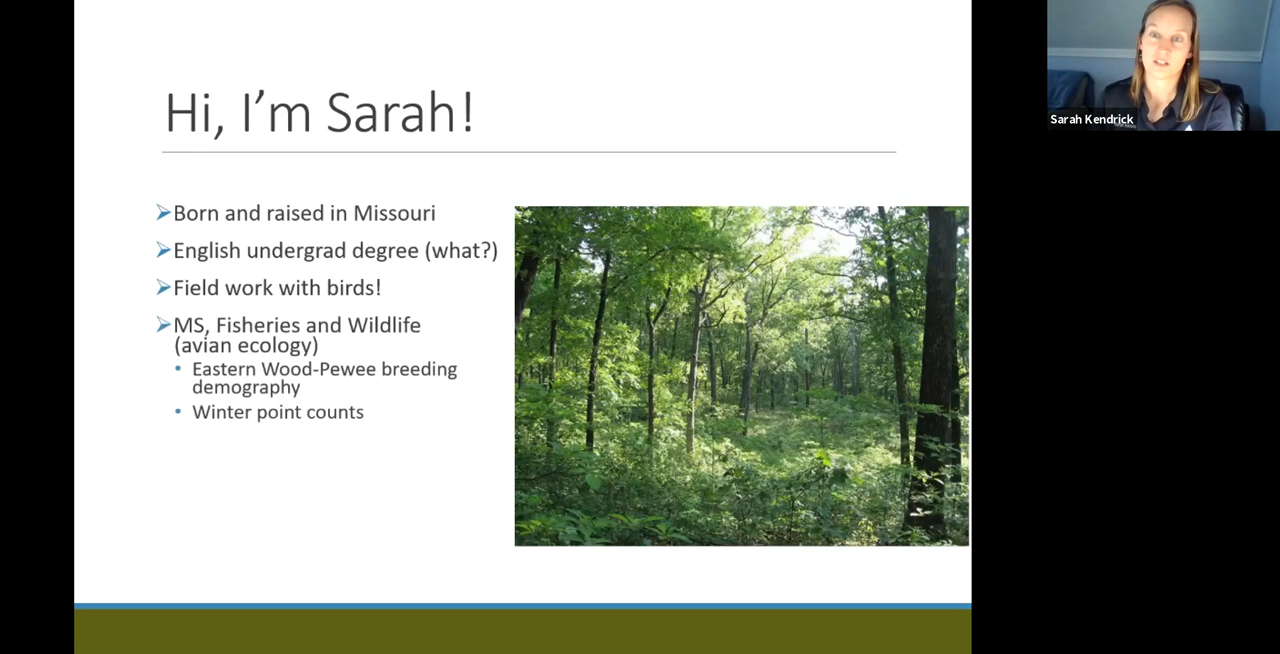 Hi, I’m Sarah!
Born and raised in Missouri
English undergrad degree (what?)
Field work with birds!
MS, Fisheries and Wildlife
(avian ecology)
Eastern Wood-Pewee breeding
demography
Winter point counts
Sarah Kendrick